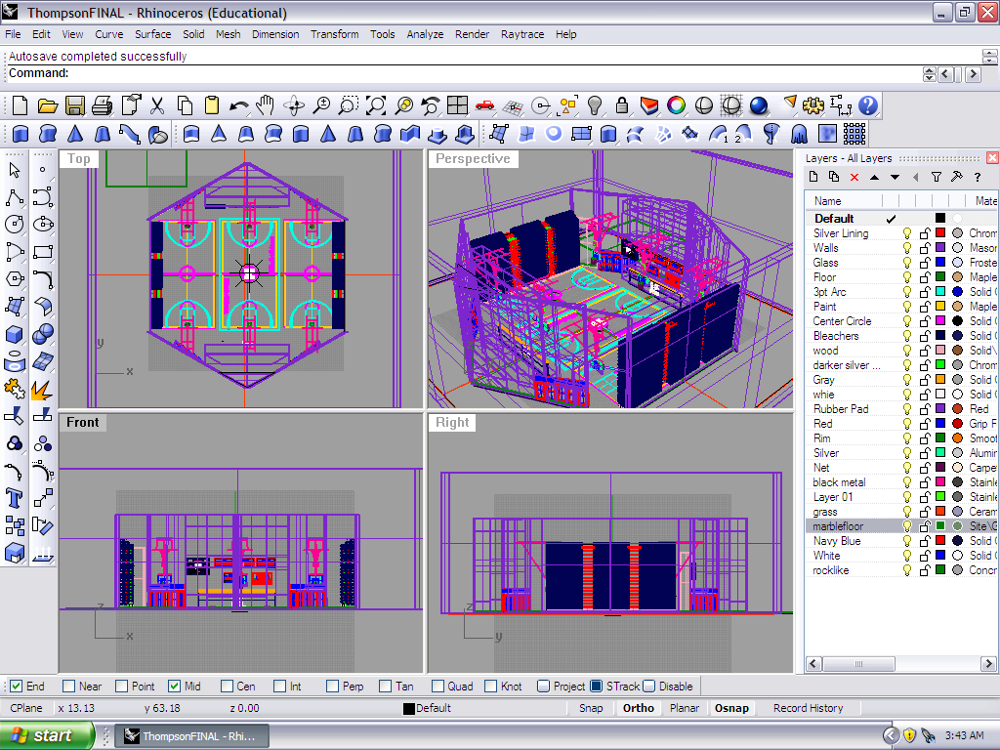 ThompsonFINAL - Rhinoceros (Educational)
File Edit View Curve Surface Solid Mesh Dimension Transform Tools Analyze Render Raytrace Help
Autosave completed successfully
Command:
Top
Perspective
Front
Right
y
x
z
x
z
y
Layers - All Layers
Name Mate
Default
Silver Lining Chrom
Walls Mason
Glass Froste
Floor Maple
3pt Arc Solid C
Paint Maple
Center Circle Solid C
Bleachers Solid\
wood Solid\
darker silver ... Chrom
Gray Solid C
whie Solid C
Rubber Pad Red
Red Grip F
Rim Smoot
Silver Alumir
Net Carpe
black metal Stainle
Layer 01 Stainle
grass Ceram
marblefloor Site\G
Navy Blue Solid C
White Solid C
rocklike Concr
End Near Point Mid Cen Int Perp Tan Quad Knot Project STrack Disable
CPlane x 13.13 y 63.18 z 0.00 Default Snap Ortho Planar Osnap Record History
start ThompsonFINAL - Rhi... 3:43 AM